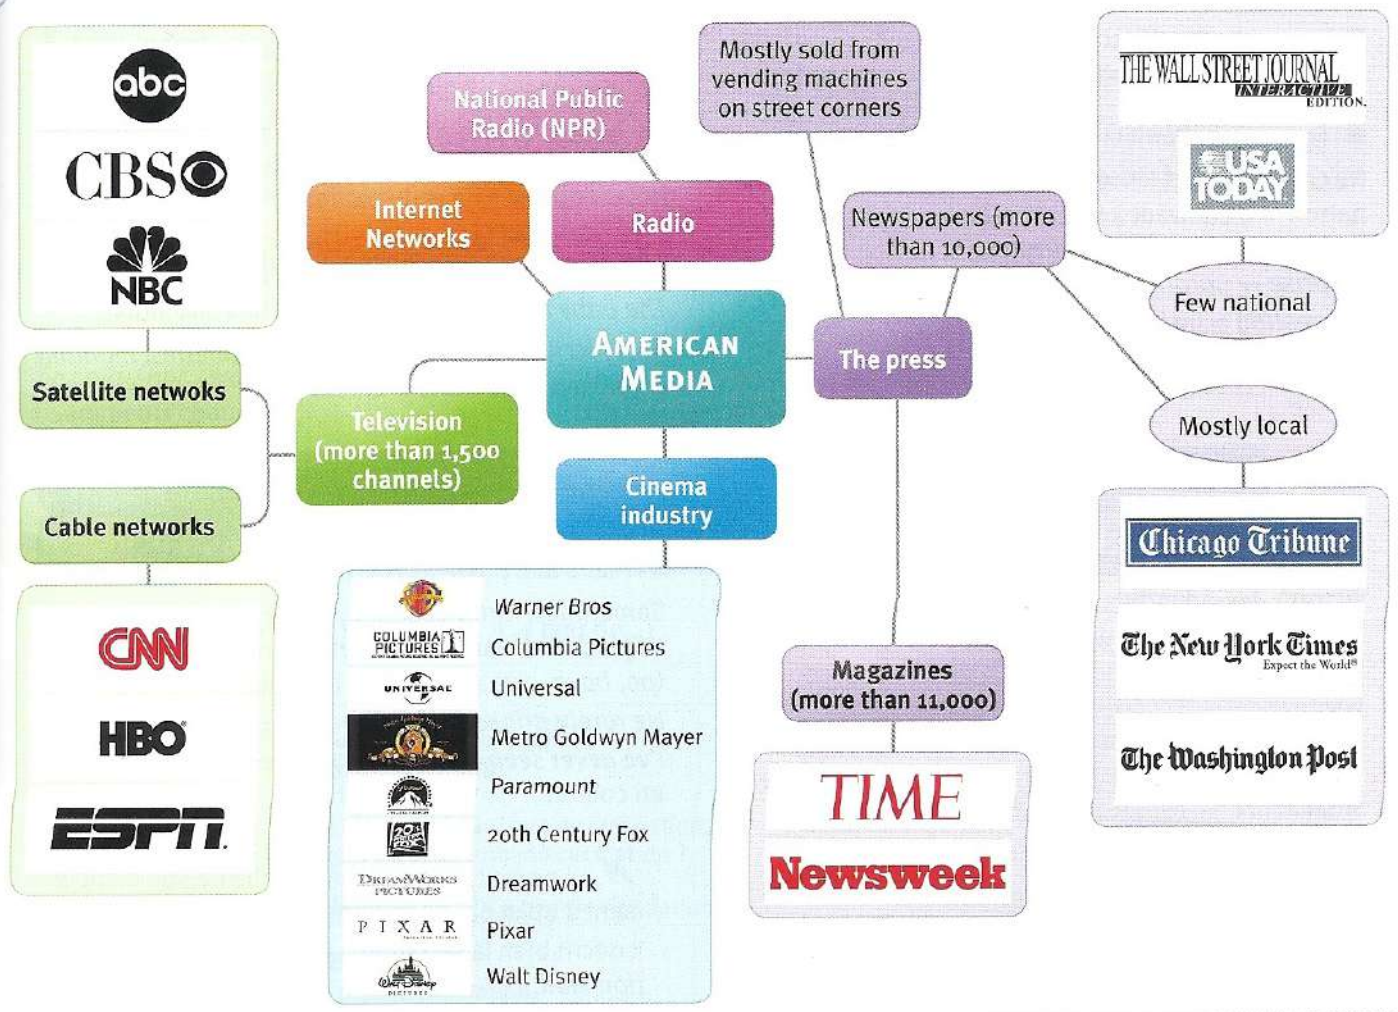 abc
CBS
NBC
Satellite netwoks
Cable networks
CNN
HBO
ESPN.
Television
(more than 1,500
channels)
Internet
Networks
National Public
Radio (NPR)
Radio
AMERICAN
MEDIA
Cinema
industry
Warner Bros
COLUMBIA
PICTURES
Columbia Pictures
UNIVERSAL
Universal
Metro Goldwyn Mayer
Paramount
20th Century Fox
DREAMWORKS
PICTURES
Dreamwork
PIXAR
Pixar
Walt Disney
PICTURES
Walt Disney
Mostly sold from
vending machines
on street corners
The press
Newspapers (more
than 10,000)
Few national
THE WALL STREET JOURNAL
INTERACTIVE
EDITION.
USA
TODAY
Mostly local
Chicago Tribune
The New York Times
Expect the World®
The Washington Post
Magazines
(more than 11,000)
TIME
Newsweek